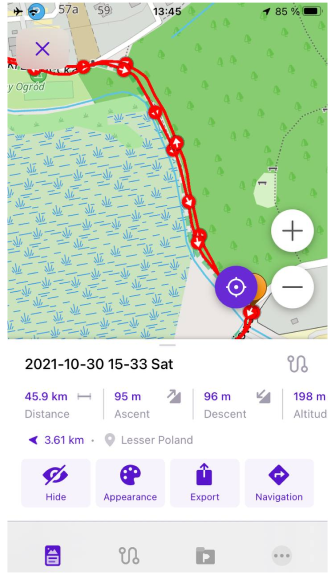 57a
59
13:45
85 %
y Ogród
2021-10-30 15-33 Sat
45.9 km
95 m
96 m
198 m
Distance
Ascent
Descent
Altitud
3.61 km · Lesser Poland
Hide
Appearance
Export
Navigation